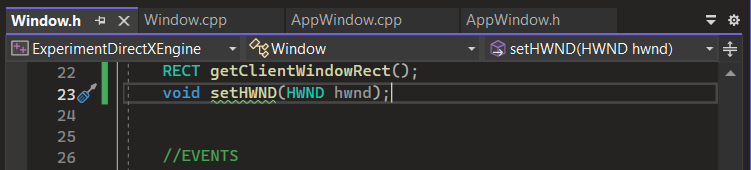 Window.h Window.cpp AppWindow.cpp AppWindow.h
ExperimentDirectXEngine Window setHWND(HWND hwnd)
22 RECT getClientWindowRect();
23 void setHWND(HWND hwnd);
24
25
26 //EVENTS